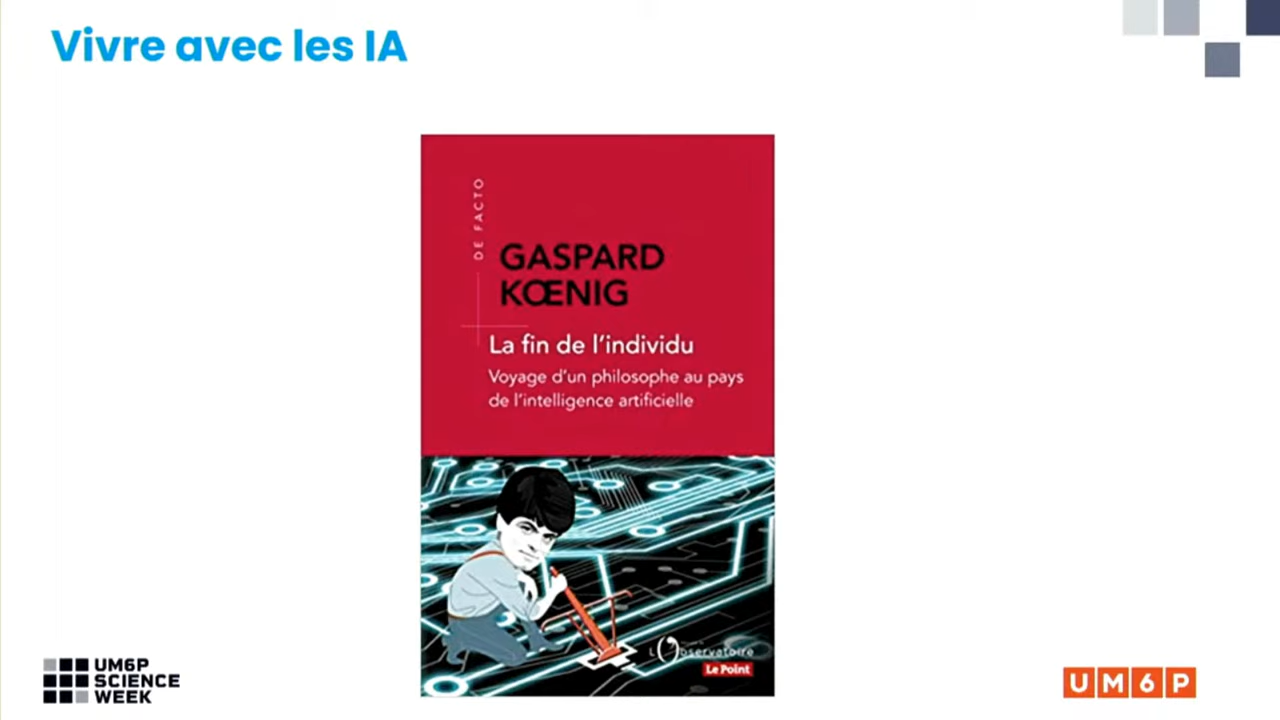 Vivre avec les IA
DE FACTO
GASPARD
KŒNIG
La fin de l'individu
Voyage d'un philosophe au pays
de l'intelligence artificielle
L'Observatoire
Le Point
UM6P
SCIENCE
WEEK
UM6P